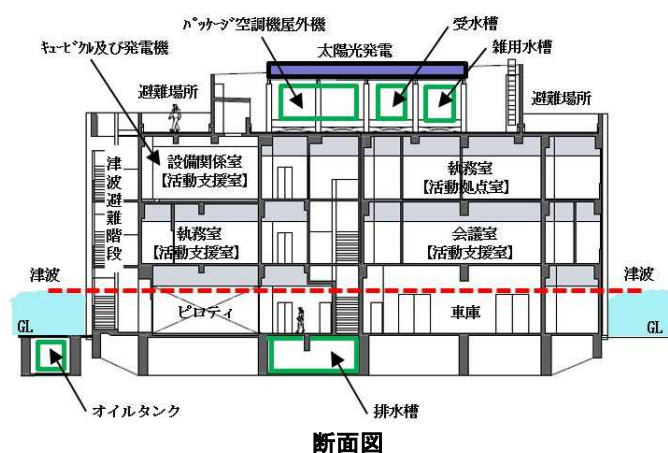 ﾊﾟｯｹｰｼﾞ空調機屋外機
受水槽
ｷｭｰﾋﾞｸﾙ及び発電機
太陽光発電
雑用水槽
避難場所
避難場所
津波避難階段
設備関係室
【活動支援室】
執務室
【活動拠点室】
執務室
【活動支援室】
会議室
【活動支援室】
津波
津波
ピロティ
車庫
GL
GL
オイルタンク
排水槽
断面図